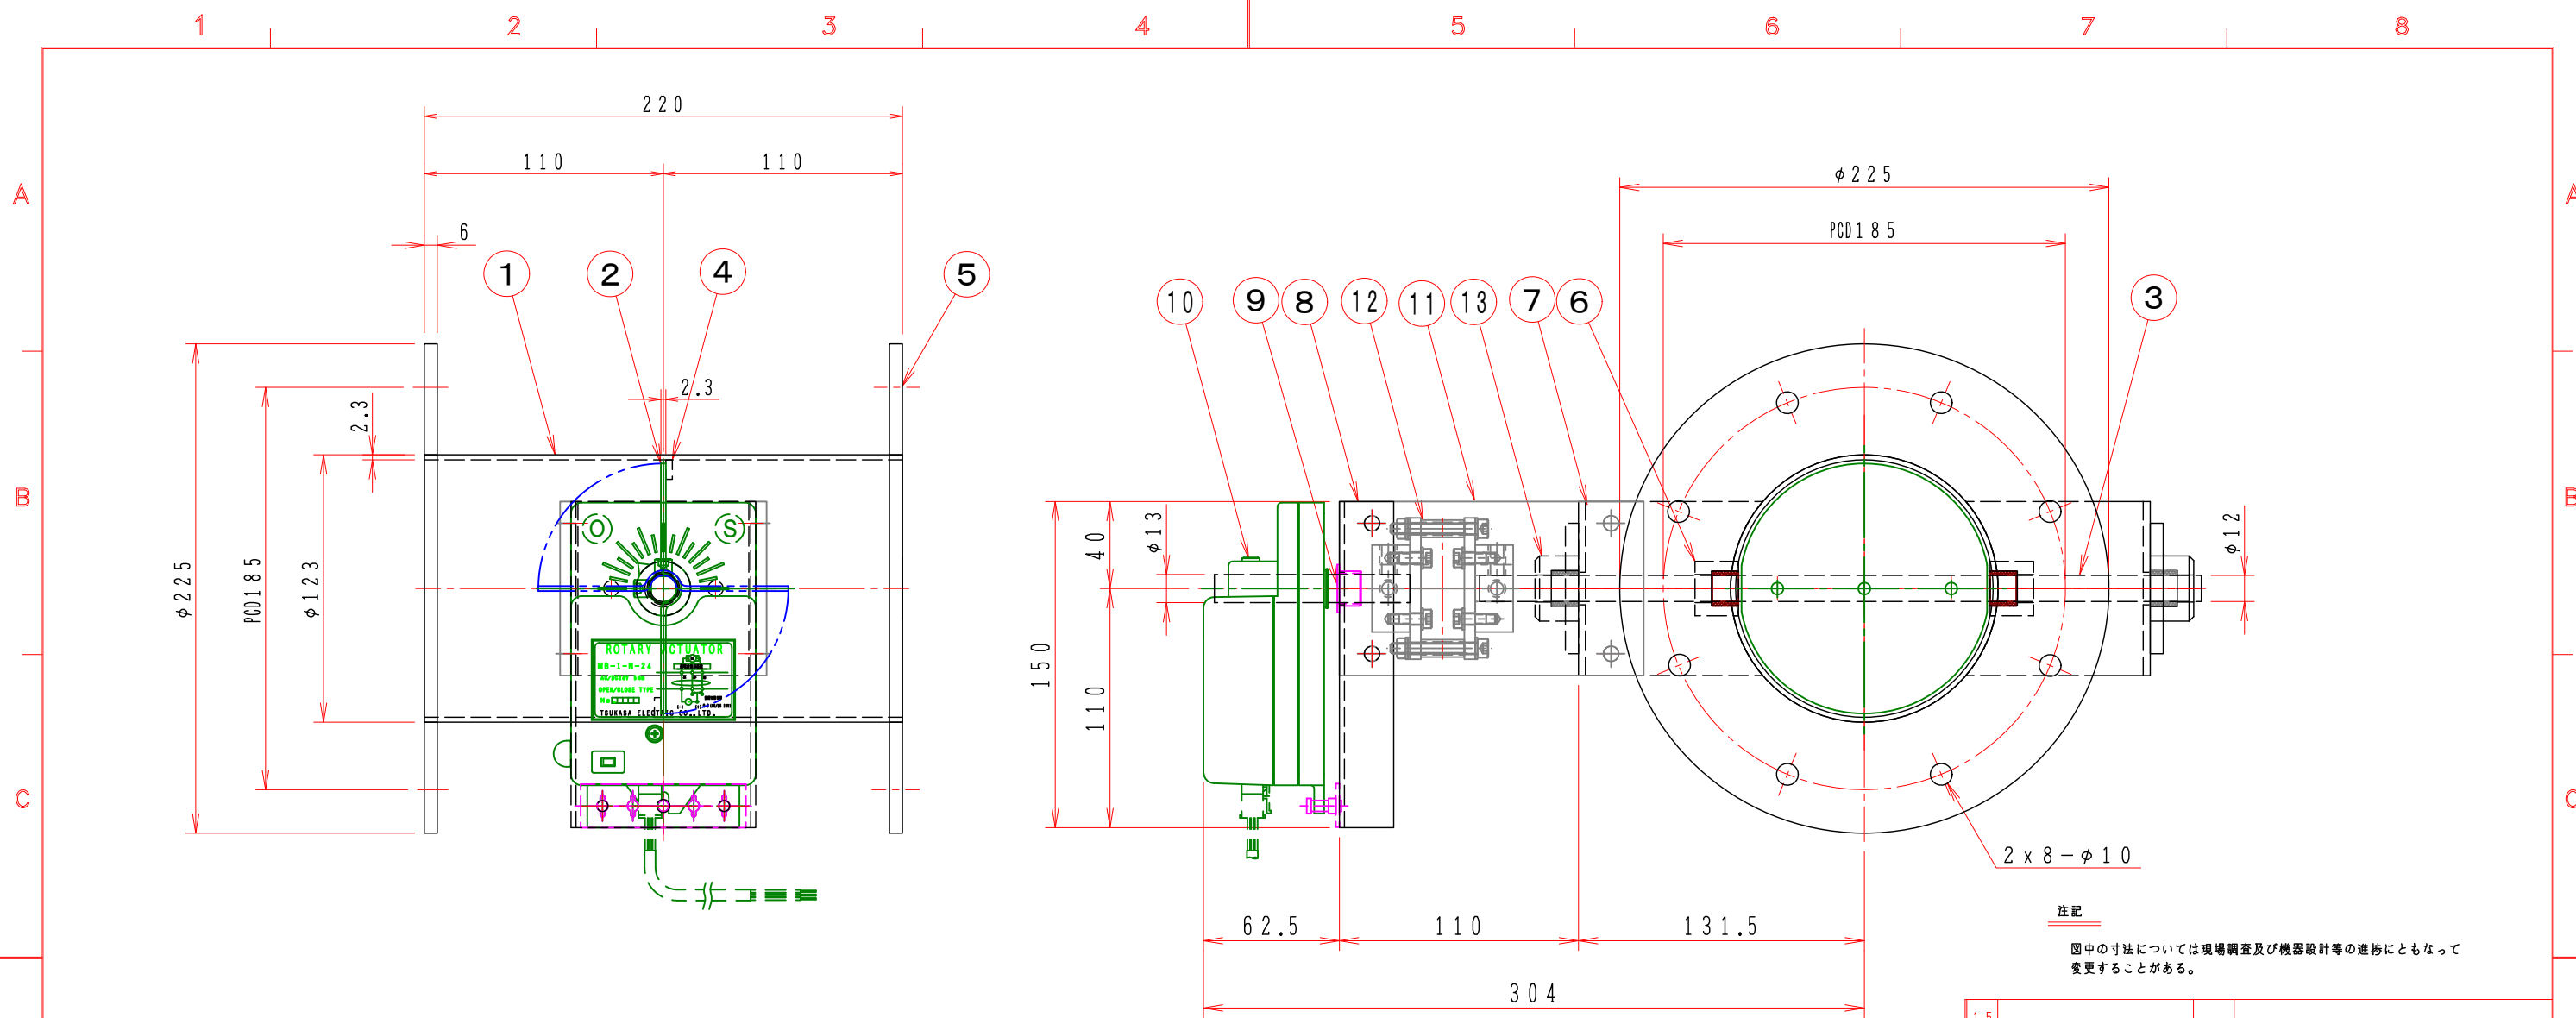 1 2 3 4 5 6 7 8
A A
B B
C C
220
110 110
6
1 2 4 5
2.3
2.3
φ225
PCD185
φ123
O S
ROTARY ACTUATOR
MB-1-N-24
OPEN/CLOSE TYPE
No
TSUKASA ELECTRIC CO.,LTD.
φ225
PCD185
10 9 8 12 11 13 7 6 3
40
φ13
φ12
150
110
2x8-φ10
62.5 110 131.5
304
注記
図中の寸法については現場調査及び機器設計等の進捗にともなって
変更することがある。
15